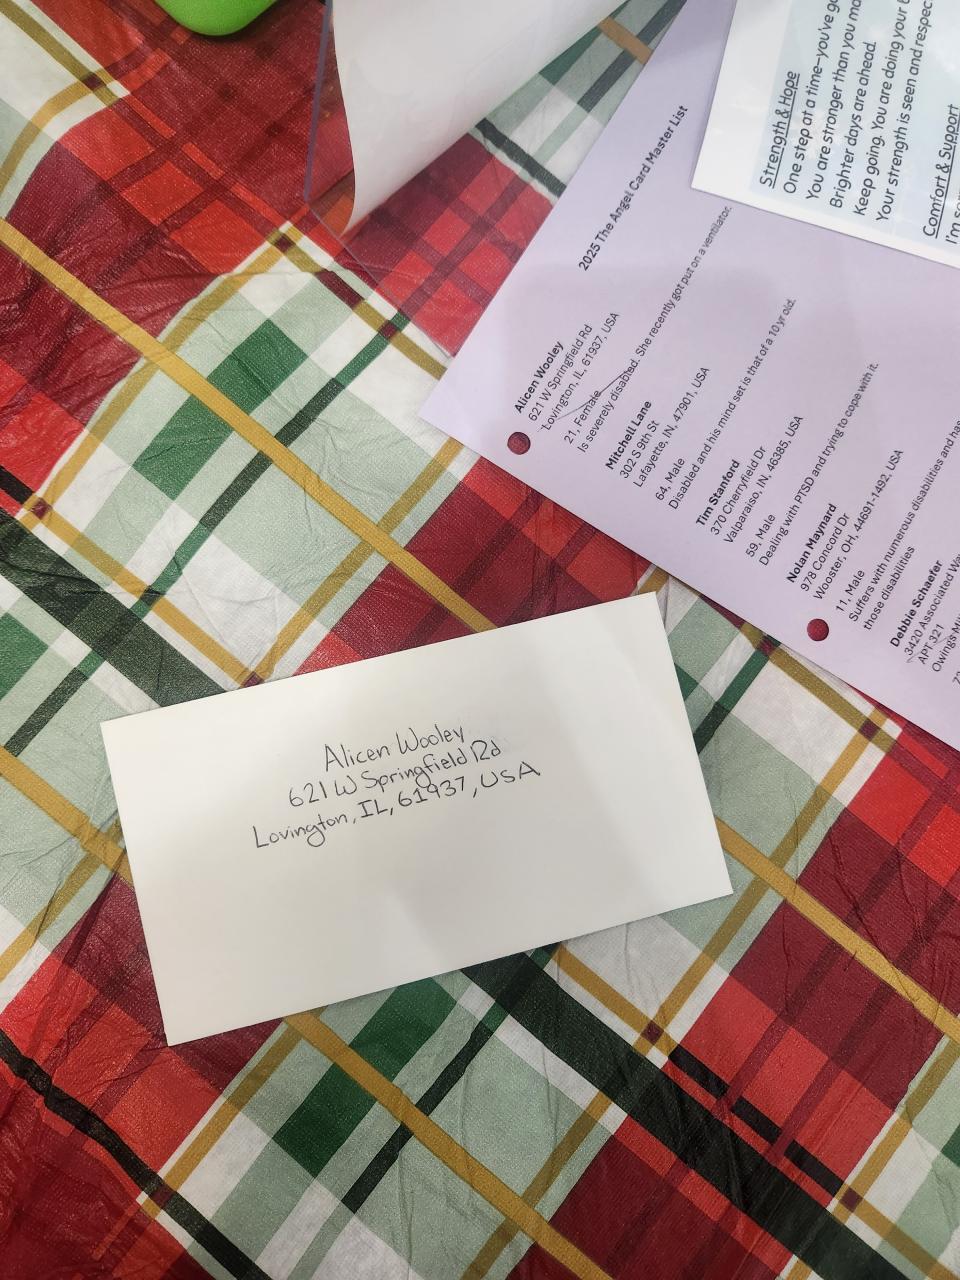 Strength & Hope
One step at a time—you've go
You are stronger than you ma
Brighter days are ahead.
Keep going. You are doing your b
Your strength is seen and respec
Comfort & Support
I'm so
2025 The Angel Card Master List
Alicen Wooley
621 W Springfield Rd
Lovington, IL, 61937, USA
21, Female
Is severely disabled. She recently got put on a ventilator.
Mitchell Lane
302 S 9th St
Lafayette, IN, 47901, USA
64, Male
Disabled and his mind set is that of a 10 yr old.
Tim Stanford
370 Cherryfield Dr
Valparaiso, IN, 46385, USA
59, Male
Dealing with PTSD and trying to cope with it.
Nolan Maynard
978 Concord Dr
Wooster, OH, 44691-1492, USA
11, Male
Suffers with numerous disabilities and has
those disabilities
Debbie Schaefer
3420 Associated Wa
APT 321
Owings Mi
Alicen Wooley
621 W Springfield Rd
Lovington, IL, 61937, USA